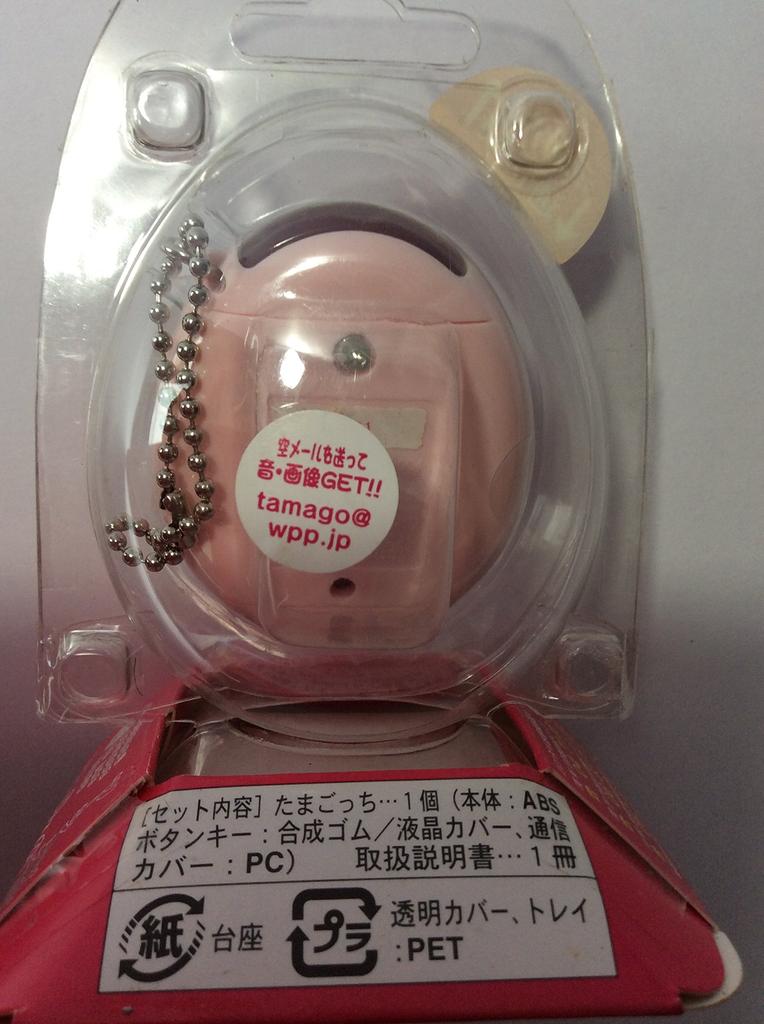 空メールを送って
音・画像GET!!
tamago@
wpp.jp
[セット内容] たまごっち…1個 (本体:ABS
ボタンキー:合成ゴム/液晶カバー、通信
カバー:PC) 取扱説明書…1冊
紙 台座 プラ 透明カバー、トレイ
:PET